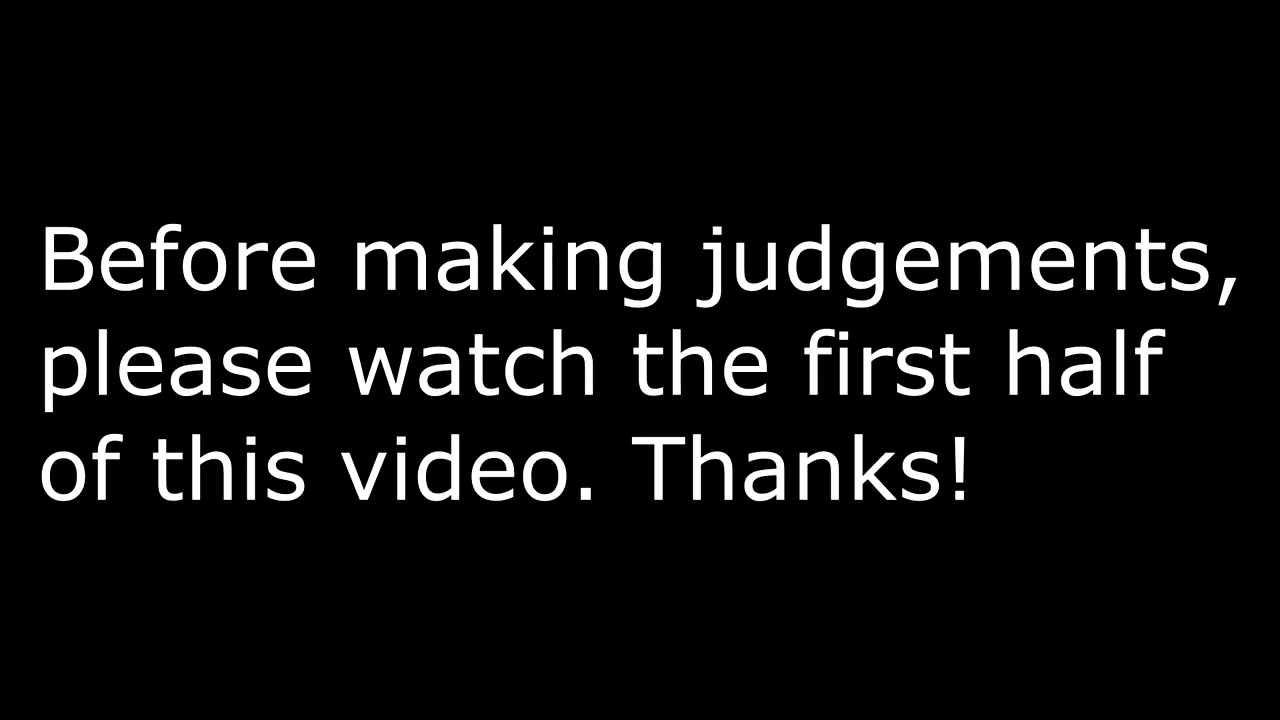 Before making judgements,
please watch the first half
of this video. Thanks!